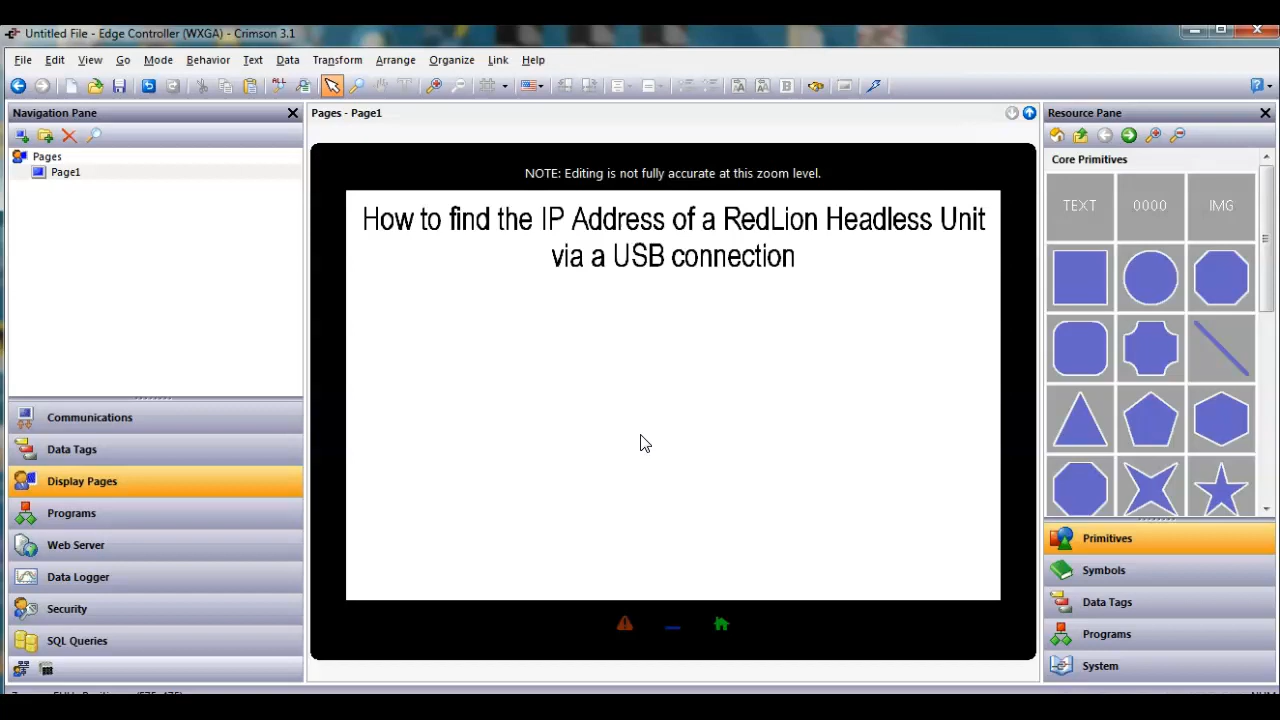 Untitled File - Edge Controller (WXGA) - Crimson 3.1
File Edit View Go Mode Behavior Text Data Transform Arrange Organize Link Help
ALL
Navigation Pane
Pages - Page1
Resource Pane
Pages
Page1
Core Primitives
NOTE: Editing is not fully accurate at this zoom level.
TEXT 0000 IMG
How to find the IP Address of a RedLion Headless Unit
via a USB connection
Communications
Data Tags
Display Pages
Programs
Web Server
Data Logger
Security
SQL Queries
Primitives
Symbols
Data Tags
Programs
System